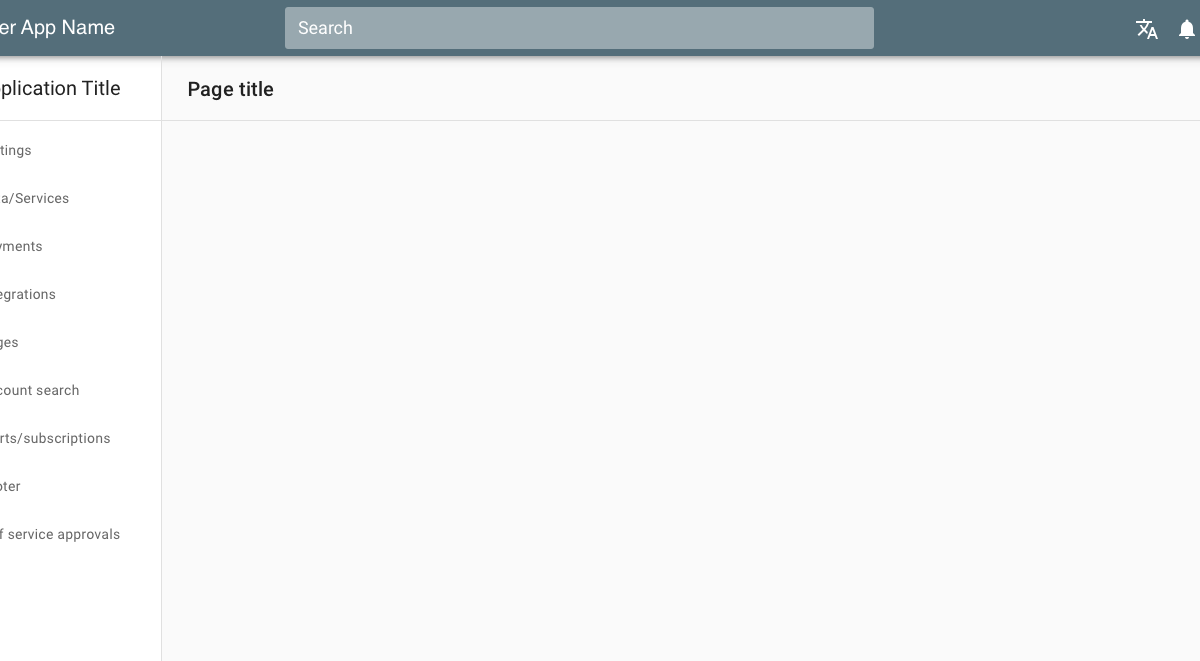 er App Name
Search
plication Title
Page title
tings
a/Services
ments
egrations
ges
count search
rts/subscriptions
oter
f service approvals